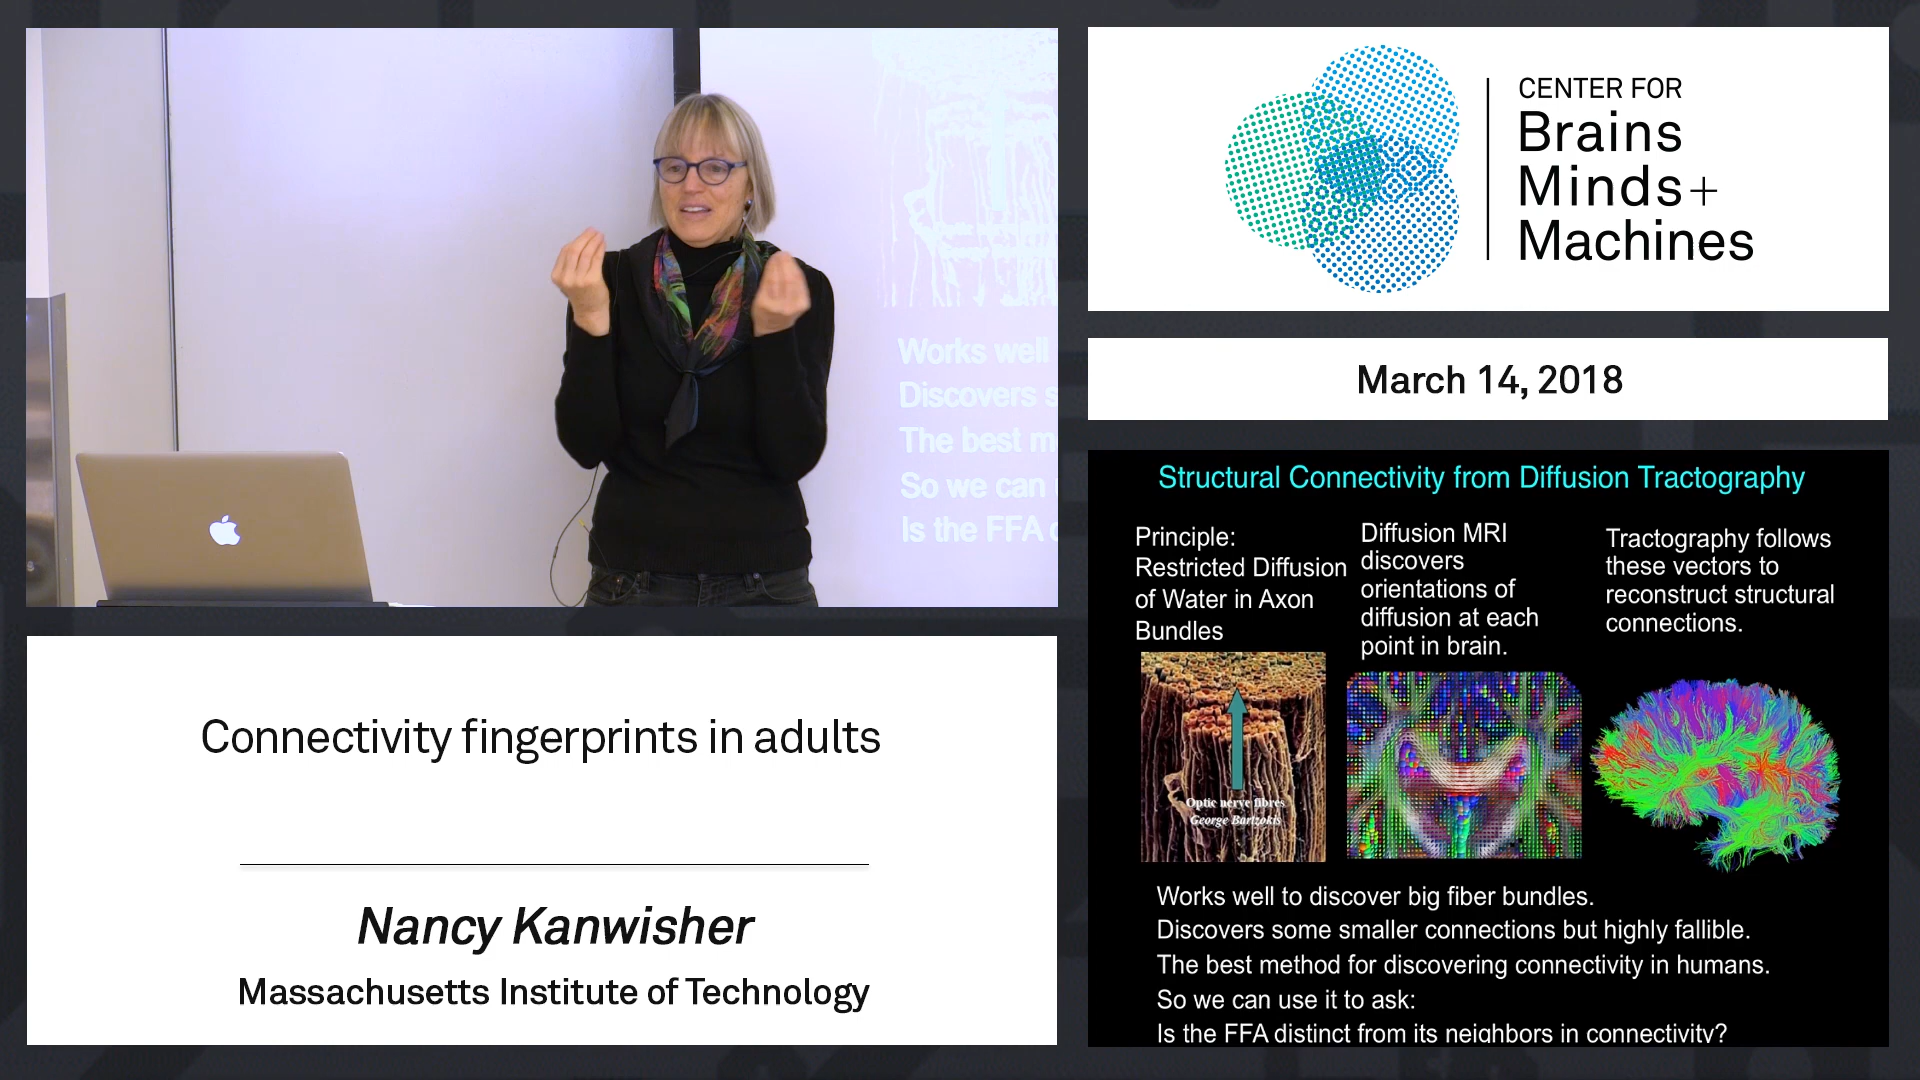 Works well
Discovers s
The best m
So we can
Is the FFA
CENTER FOR
Brains
Minds+
Machines
March 14, 2018
Connectivity fingerprints in adults
Nancy Kanwisher
Massachusetts Institute of Technology
Structural Connectivity from Diffusion Tractography
Principle:
Restricted Diffusion
of Water in Axon
Bundles
Diffusion MRI
discovers
orientations of
diffusion at each
point in brain.
Tractography follows
these vectors to
reconstruct structural
connections.
Optic nerve fibres
George Bartzokis
Works well to discover big fiber bundles.
Discovers some smaller connections but highly fallible.
The best method for discovering connectivity in humans.
So we can use it to ask:
Is the FFA distinct from its neighbors in connectivity?